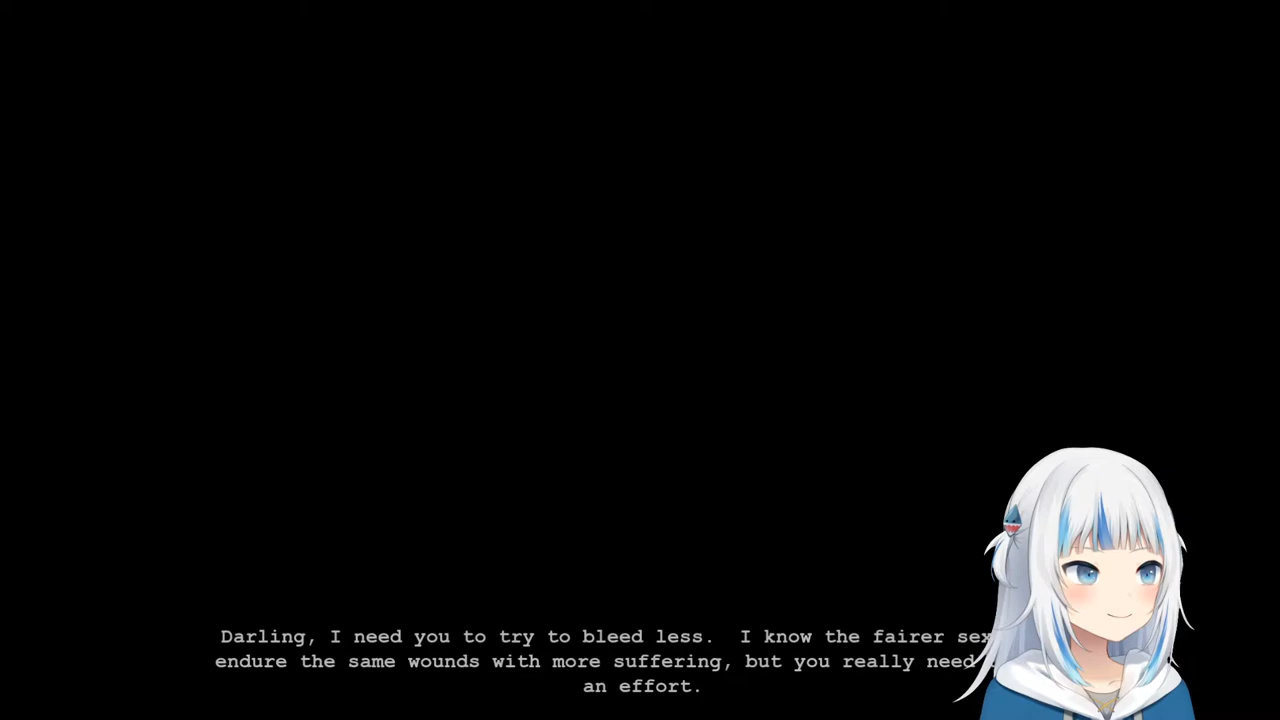 Darling, I need you to try to bleed less.  I know the fairer sex
endure the same wounds with more suffering, but you really need
an effort.